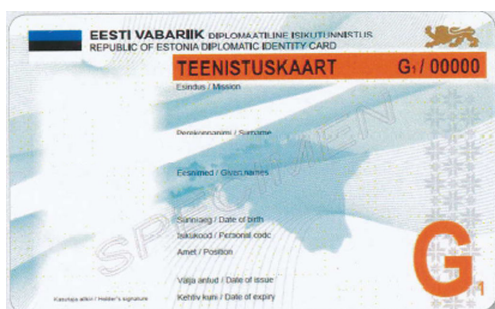 EESTI VABARIIK DIPLOMAATILINE ISIKUTUNNISTUS
REPUBLIC OF ESTONIA DIPLOMATIC IDENTITY CARD
TEENISTUSKAART G1 / 00000
Esindus / Mission
Perekonnanimi / Surname
Eesnimed / Given names
SPECIMEN
Sünniaeg / Date of birth
Isikukood / Personal code
Amet / Position
Välja antud / Date of issue
Kasutaja allkiri / Holder's signature
Kehtiv kuni / Date of expiry
G1